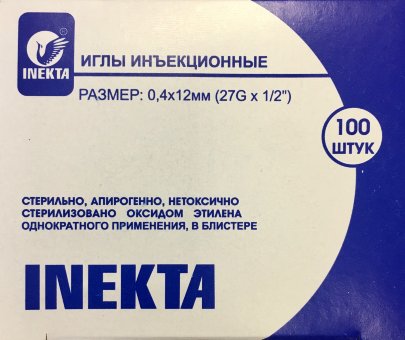 INEKTA
ИГЛЫ ИНЪЕКЦИОННЫЕ
РАЗМЕР: 0,4х12мм (27G x 1/2")
100
ШТУК
СТЕРИЛЬНО, АПИРОГЕННО, НЕТОКСИЧНО
СТЕРИЛИЗОВАНО ОКСИДОМ ЭТИЛЕНА
ОДНОКРАТНОГО ПРИМЕНЕНИЯ, В БЛИСТЕРЕ
INEKTA